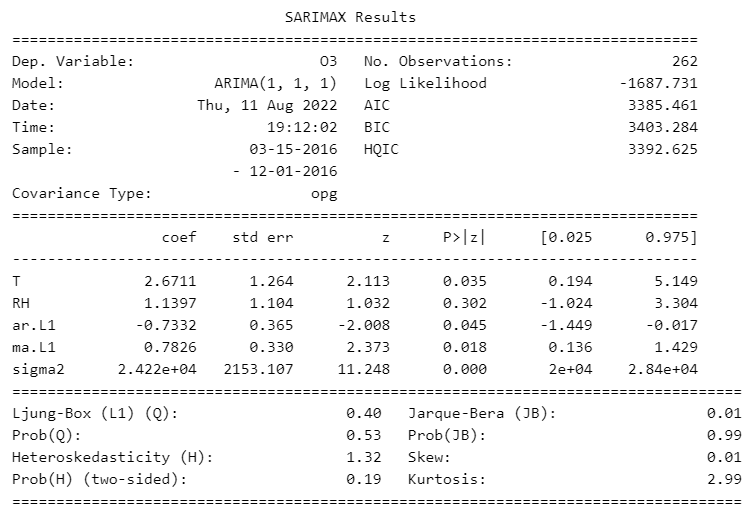 SARIMAX Results
==============================================================================
Dep. Variable: O3 No. Observations: 262
Model: ARIMA(1, 1, 1) Log Likelihood -1687.731
Date: Thu, 11 Aug 2022 AIC 3385.461
Time: 19:12:02 BIC 3403.284
Sample: 03-15-2016 HQIC 3392.625
- 12-01-2016
Covariance Type: opg
==============================================================================
coef std err z P>|z| [0.025 0.975]
------------------------------------------------------------------------------
T 2.6711 1.264 2.113 0.035 0.194 5.149
RH 1.1397 1.104 1.032 0.302 -1.024 3.304
ar.L1 -0.7332 0.365 -2.008 0.045 -1.449 -0.017
ma.L1 0.7826 0.330 2.373 0.018 0.136 1.429
sigma2 2.422e+04 2153.107 11.248 0.000 2e+04 2.84e+04
===================================================================================
Ljung-Box (L1) (Q): 0.40 Jarque-Bera (JB): 0.01
Prob(Q): 0.53 Prob(JB): 0.99
Heteroskedasticity (H): 1.32 Skew: 0.01
Prob(H) (two-sided): 0.19 Kurtosis: 2.99
===================================================================================